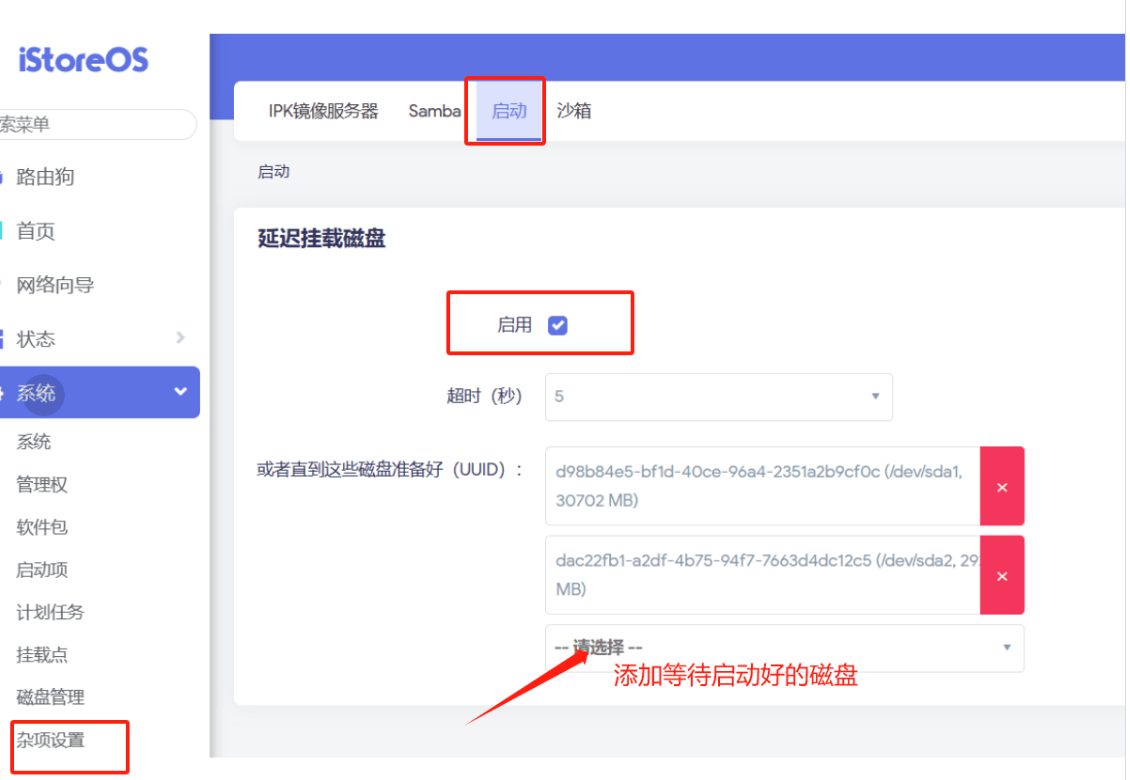 iStoreOS
索菜单
路由狗
首页
网络向导
状态
系统
系统
管理权
软件包
启动项
计划任务
挂载点
磁盘管理
杂项设置
IPK镜像服务器 Samba 启动 沙箱
启动
延迟挂载磁盘
启用
超时（秒） 5
或者直到这些磁盘准备好（UUID）： d98b84e5-bf1d-40ce-96a4-2351a2b9cf0c (/dev/sda1,
30702 MB)
×
dac22fb1-a2df-4b75-94f7-7663d4dc12c5 (/dev/sda2, 29
MB)
×
-- 请选择 --
添加等待启动好的磁盘